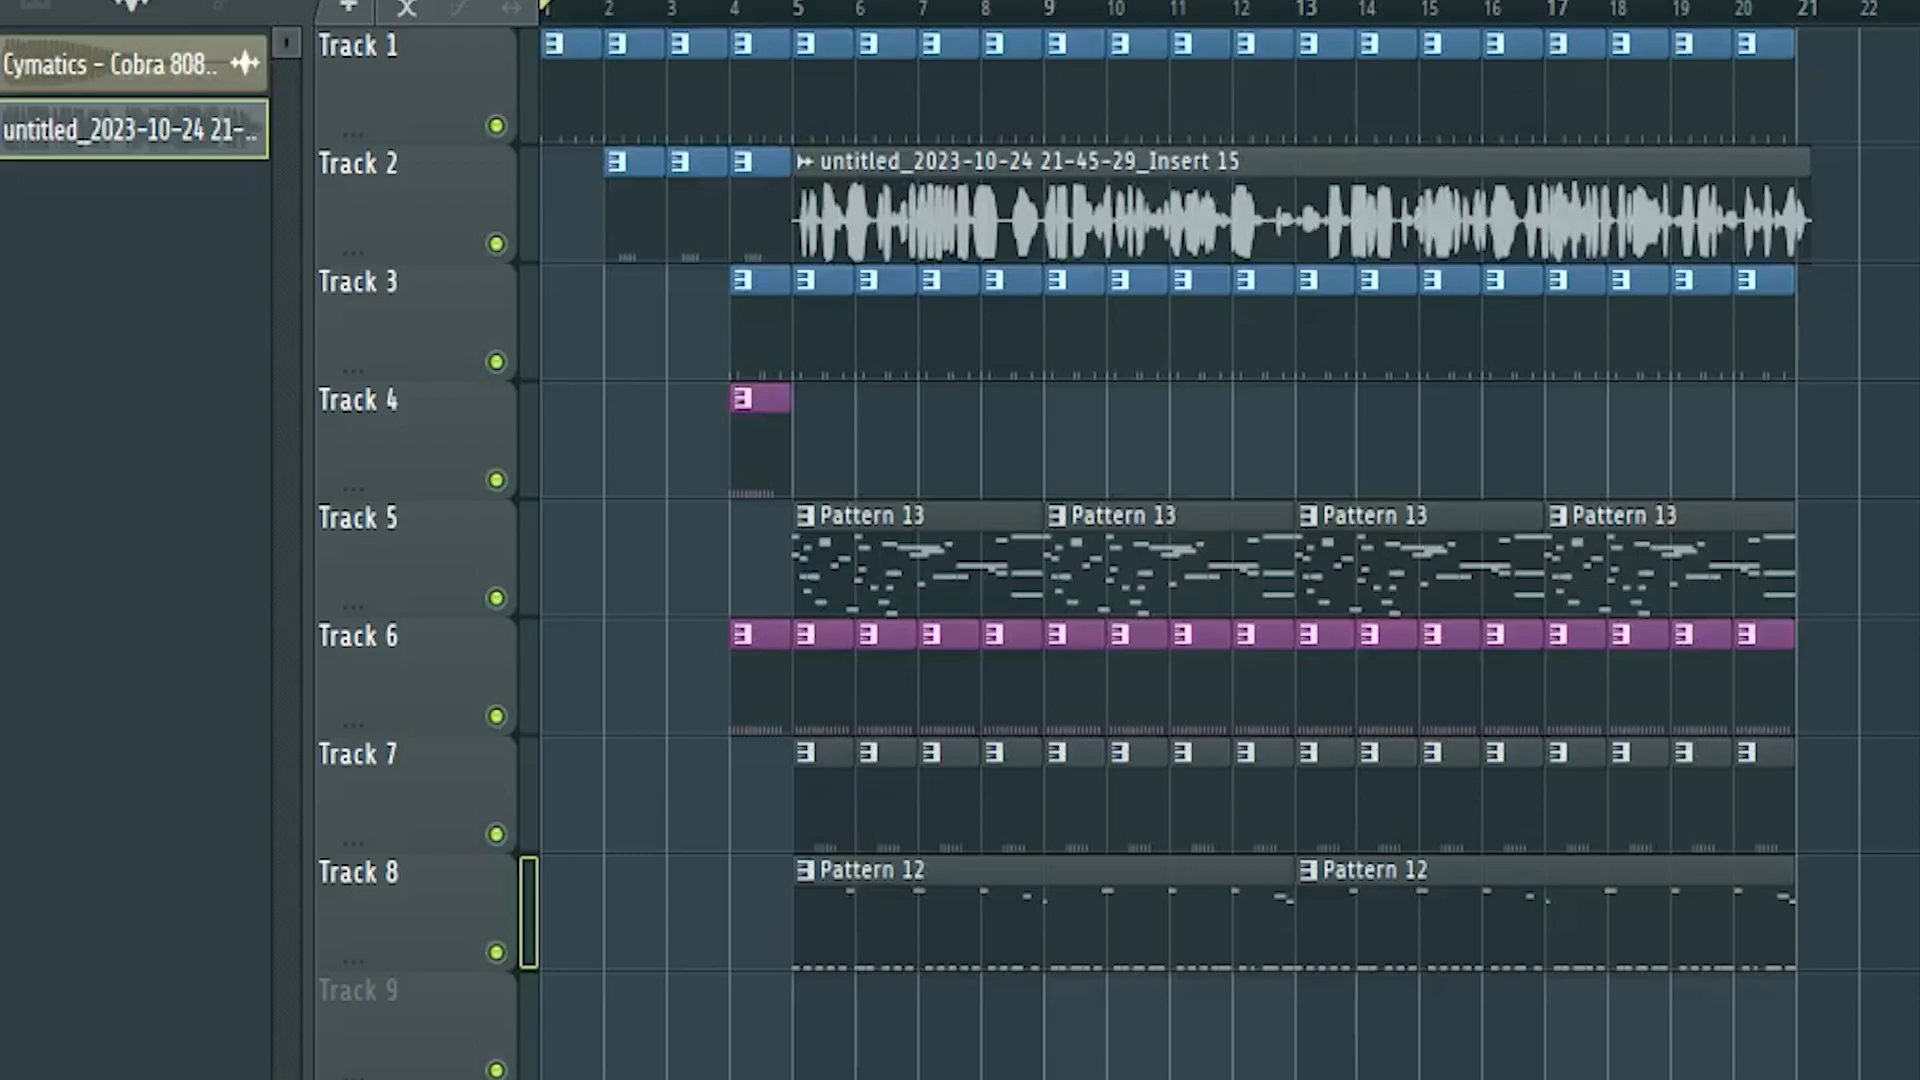 1 2 3 4 5 6 7 8 9 10 11 12 13 14 15 16 17 18 19 20 21 22
Cymatics - Cobra 808..
untitled_2023-10-24 21-..
Track 1
Track 2
untitled_2023-10-24 21-45-29_Insert 15
Track 3
Track 4
Track 5
Pattern 13 Pattern 13 Pattern 13 Pattern 13
Track 6
Track 7
Track 8
Pattern 12 Pattern 12
Track 9